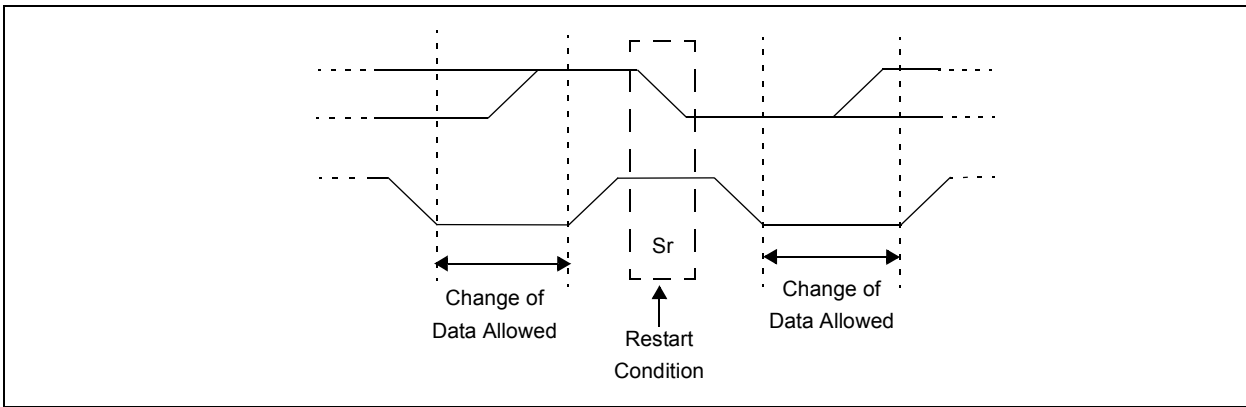 Sr
Change of
Data Allowed
Restart
Condition
Change of
Data Allowed